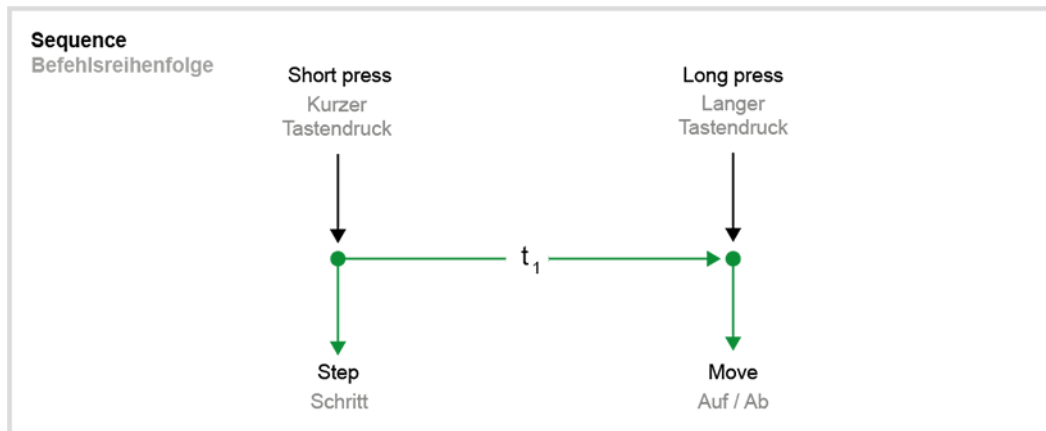 Sequence
Befehlsreihenfolge
Short press
Kurzer
Tastendruck
Long press
Langer
Tastendruck
t1
Step
Schritt
Move
Auf / Ab